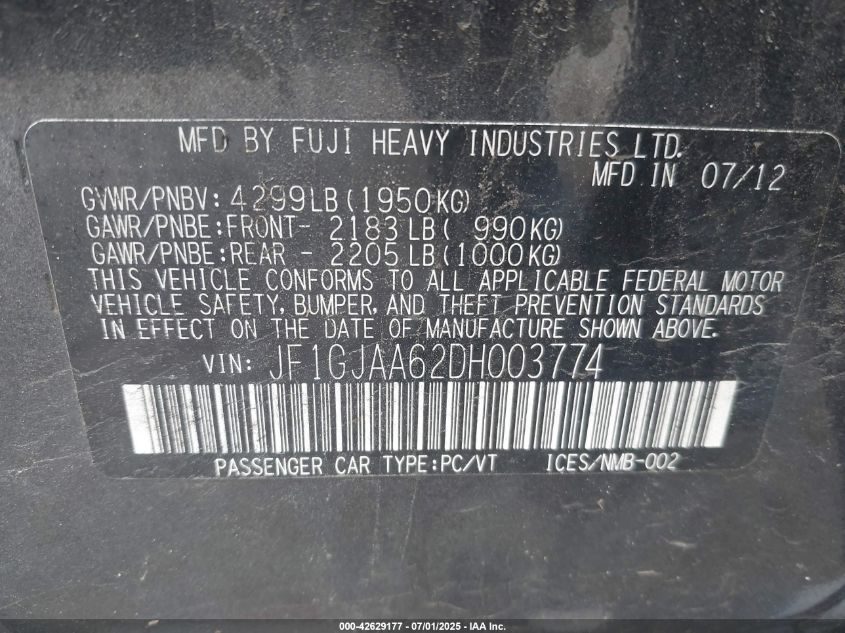 MFD BY FUJI HEAVY INDUSTRIES LTD.
MFD IN 07/12
GVWR/PNBV: 4299LB(1950KG)
GAWR/PNBE:FRONT- 2183LB( 990KG)
GAWR/PNBE:REAR - 2205LB(1000KG)
THIS VEHICLE CONFORMS TO ALL APPLICABLE FEDERAL MOTOR
VEHICLE SAFETY, BUMPER, AND THEFT PREVENTION STANDARDS
IN EFFECT ON THE DATE OF MANUFACTURE SHOWN ABOVE.
VIN: JF1GJAA62DH003774
PASSENGER CAR TYPE:PC/VT ICES/NMB-002
000-42629177 - 07/01/2025 - IAA Inc.